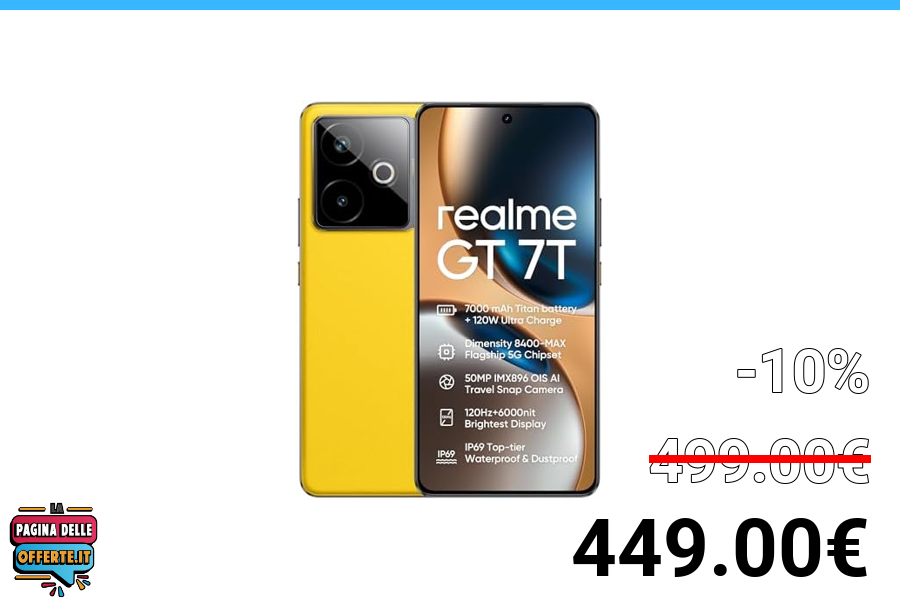 realme
GT 7T
7000 mAh Titan battery
+ 120W Ultra Charge
Dimensity 8400-MAX
Flagship 5G Chipset
50MP IMX896 OIS AI
Travel Snap Camera
120Hz+6000nit
Brightest Display
IP69
IP69 Top-tier
Waterproof & Dustproof
-10%
499.00€
449.00€
LA
PAGINA DELLE
OFFERTE.IT